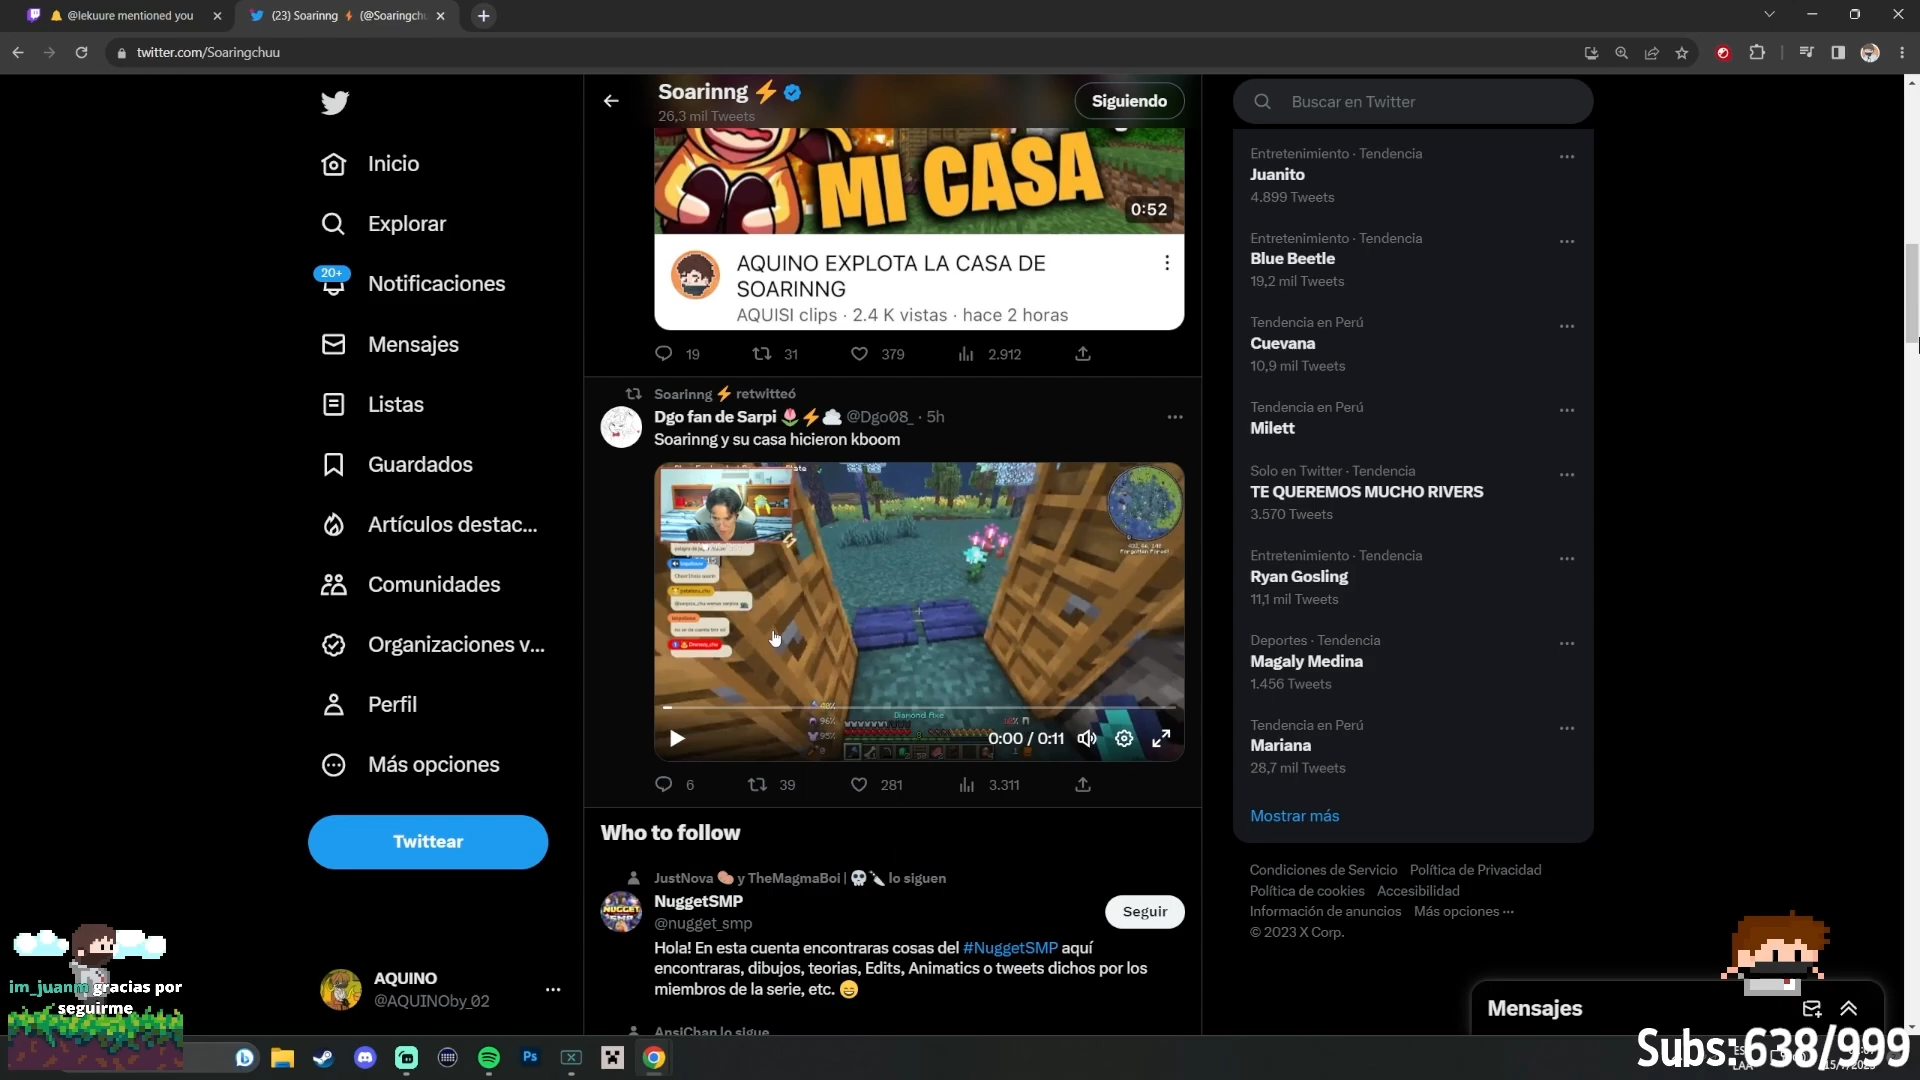 @lekuure mentioned you
(23) Soarinng ⚡ (@Soaringchu
twitter.com/Soaringchuu
Inicio
Explorar
20+
Notificaciones
Mensajes
Listas
Guardados
Artículos destac...
Comunidades
Organizaciones v...
Perfil
Más opciones
Twittear
AQUINO
@AQUINOby_02
im_juanm gracias por
seguirme
Soarinng ⚡
26,3 mil Tweets
Siguiendo
MI CASA
0:52
AQUINO EXPLOTA LA CASA DE
SOARINNG
AQUISI clips · 2.4 K vistas · hace 2 horas
19 31 379 2.912
Soarinng ⚡ retwitteó
Dgo fan de Sarpi 🌷⚡☁️ @Dgo08_ · 5h
Soarinng y su casa hicieron kboom
Diamond Axe
0:00 / 0:11
6 39 281 3.311
Who to follow
JustNova 🥔 y TheMagmaBoi | 💀🔪 lo siguen
NuggetSMP
@nugget_smp
Seguir
Hola! En esta cuenta encontraras cosas del #NuggetSMP aquí
encontraras, dibujos, teorias, Edits, Animatics o tweets dichos por los
miembros de la serie, etc. 😄
AnsiChan lo sigue
Buscar en Twitter
Entretenimiento · Tendencia
Juanito
4.899 Tweets
Entretenimiento · Tendencia
Blue Beetle
19,2 mil Tweets
Tendencia en Perú
Cuevana
10,9 mil Tweets
Tendencia en Perú
Milett
Solo en Twitter · Tendencia
TE QUEREMOS MUCHO RIVERS
3.570 Tweets
Entretenimiento · Tendencia
Ryan Gosling
11,1 mil Tweets
Deportes · Tendencia
Magaly Medina
1.456 Tweets
Tendencia en Perú
Mariana
28,7 mil Tweets
Mostrar más
Condiciones de Servicio Política de Privacidad
Política de cookies Accesibilidad
Información de anuncios Más opciones ···
© 2023 X Corp.
Mensajes
Subs: 638/999